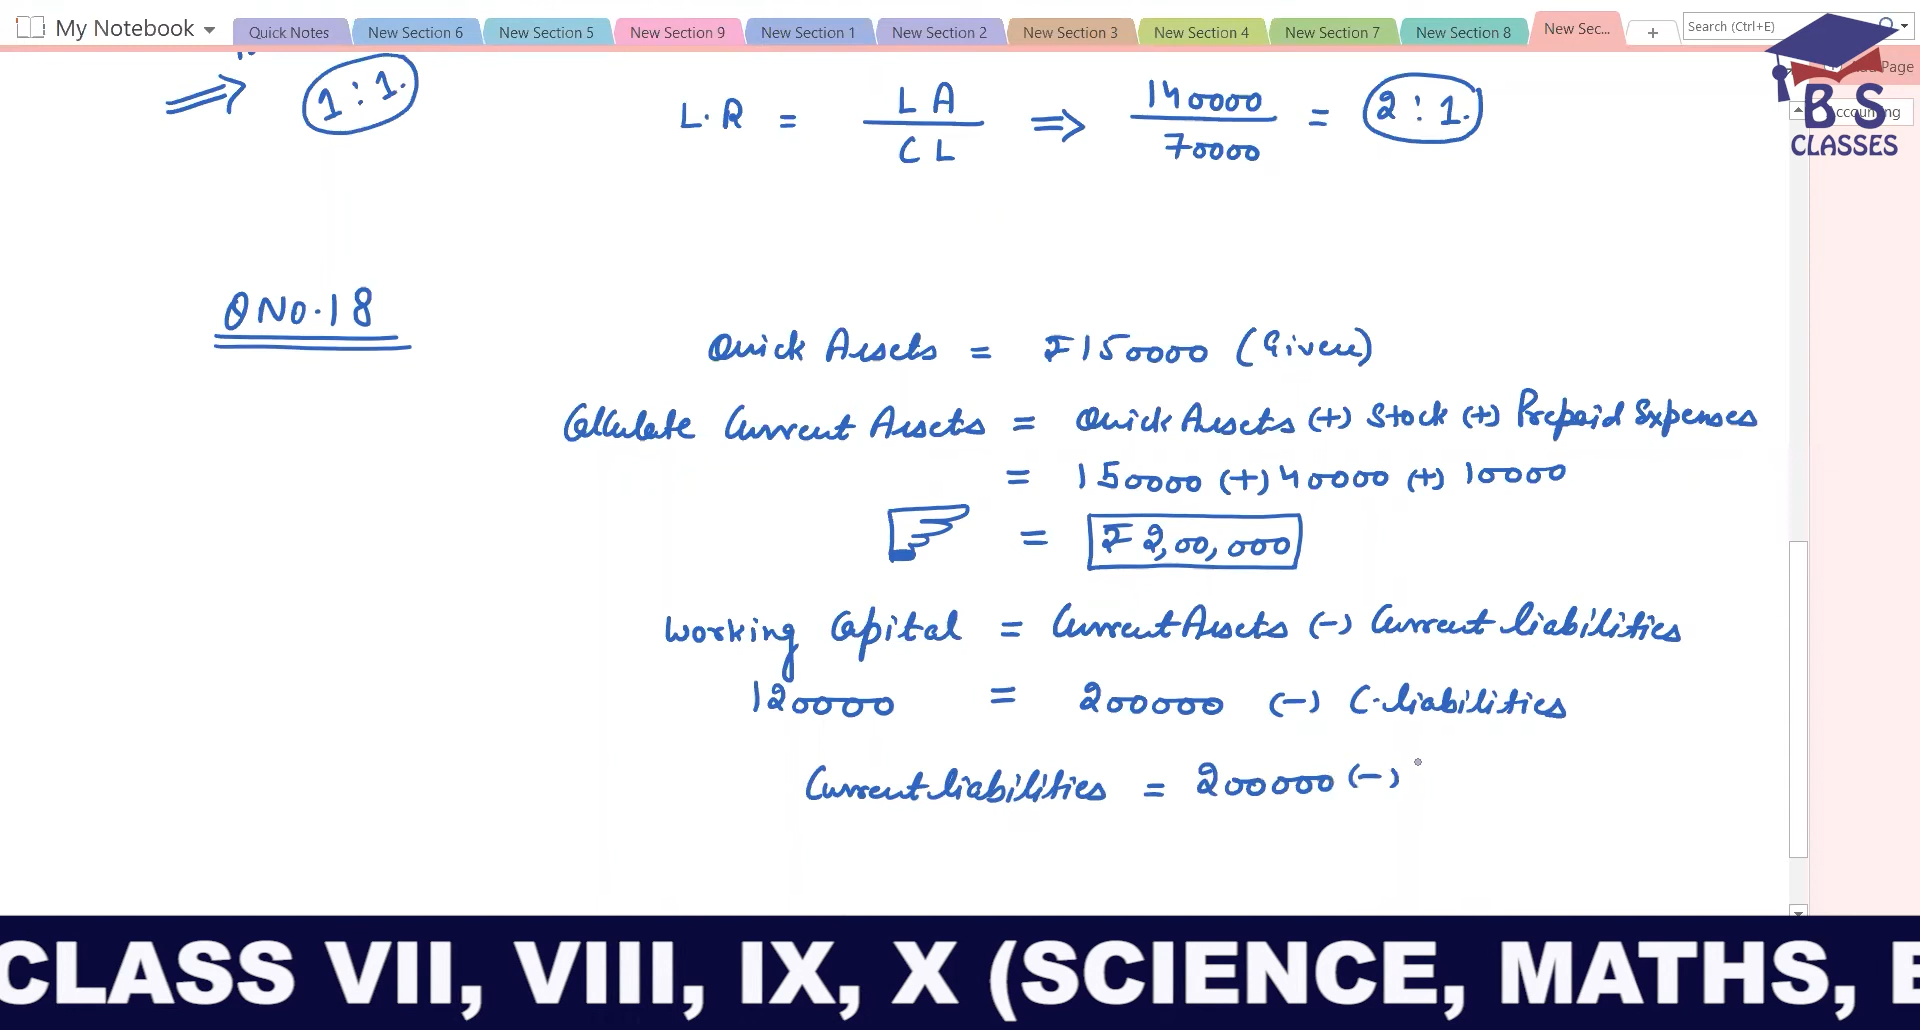 My Notebook
Quick Notes New Section 6 New Section 5 New Section 9 New Section 1 New Section 2 New Section 3 New Section 4 New Section 7 New Section 8 New Sec... +
Search (Ctrl+E)
Page
BS
CLASSES
⇒ 1 : 1.
L.R = LA / CL ⇒ 140000 / 70000 = 2 : 1.
Q No. 18
Quick Assets = ₹150000 (Given)
Calculate Current Assets = Quick Assets (+) Stock (+) Prepaid Expenses
= 150000 (+) 40000 (+) 10000
= ₹2,00,000
Working Capital = Current Assets (-) Current liabilities
120000 = 200000 (-) C.liabilities
Current liabilities = 200000 (-)
CLASS VII, VIII, IX, X (SCIENCE, MATHS, E